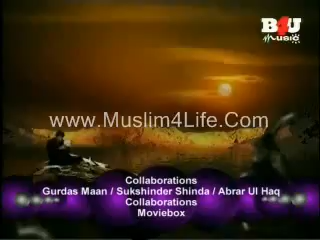 B4U
Music
www.Muslim4Life.Com
Collaborations
Gurdas Maan / Sukshinder Shinda / Abrar Ul Haq
Collaborations
Moviebox